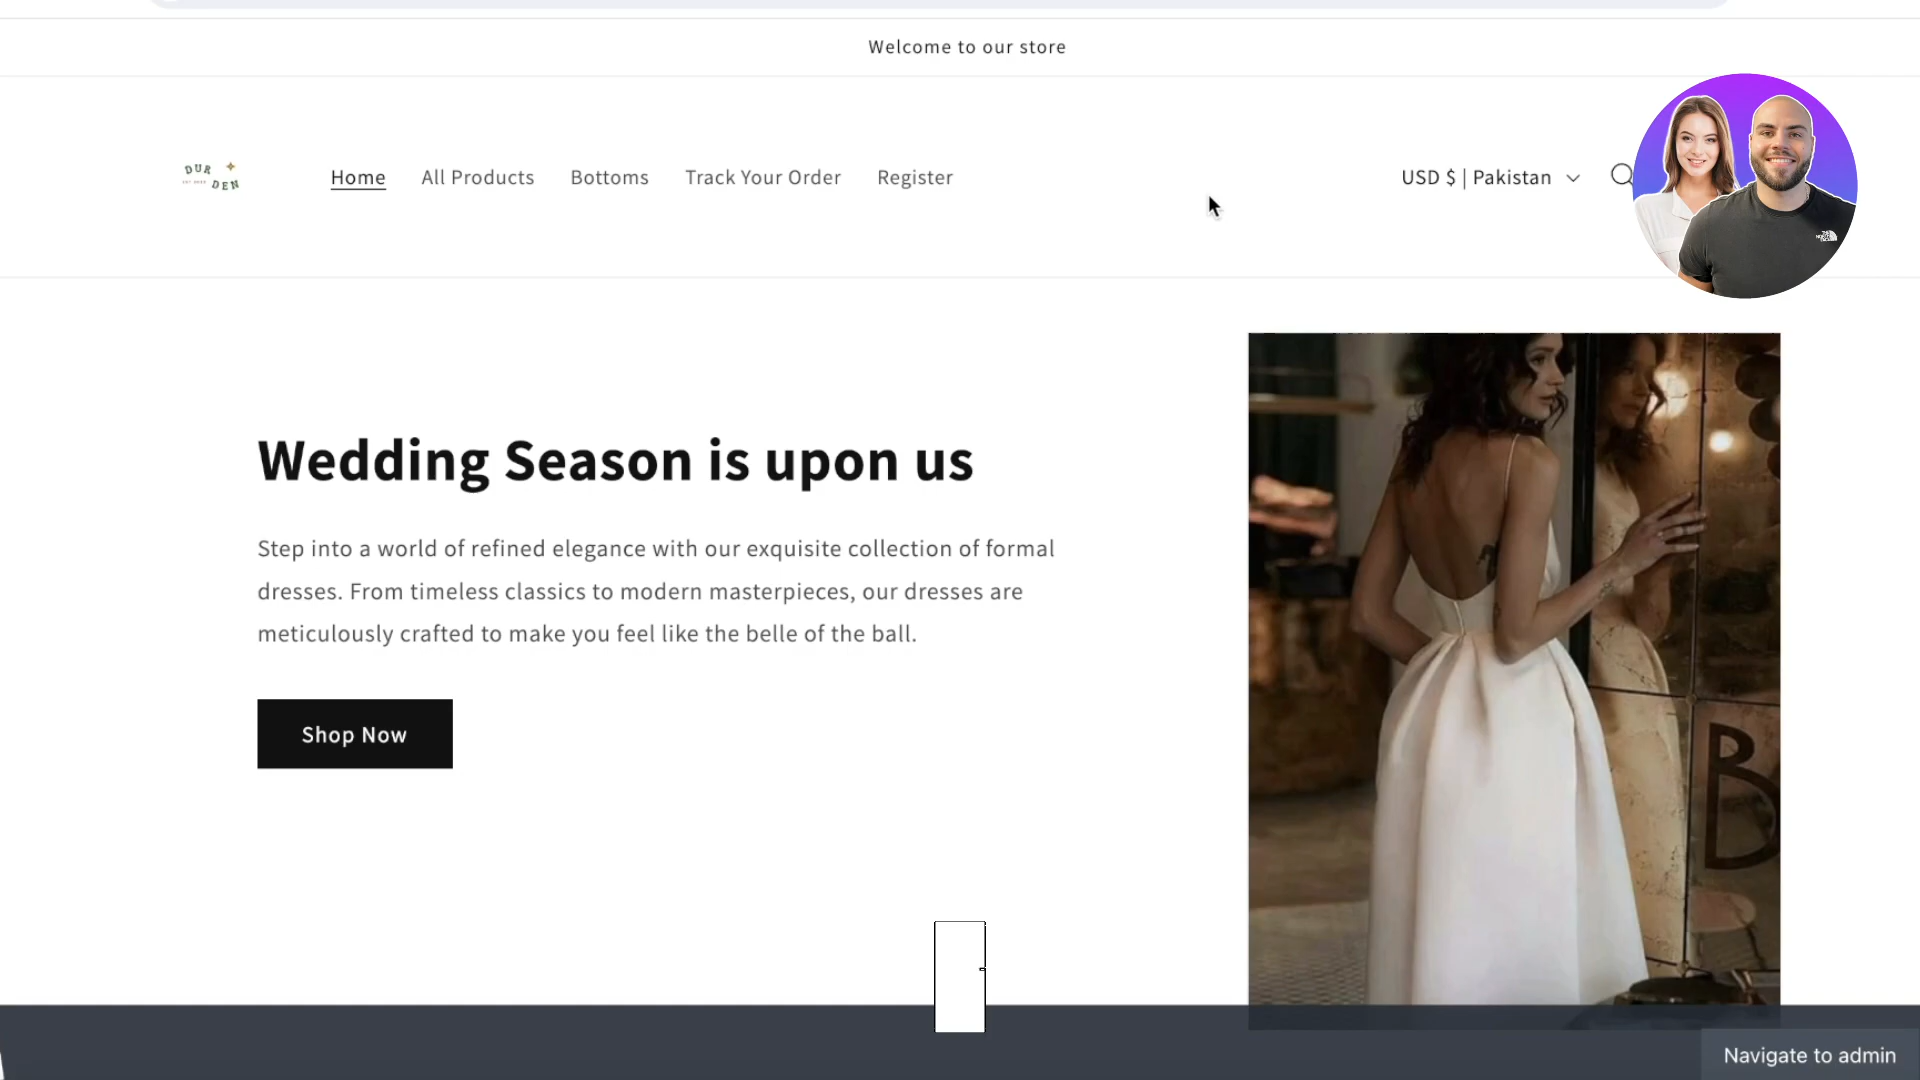 Welcome to our store
DUR
DEN
Home
All Products
Bottoms
Track Your Order
Register
USD $ | Pakistan
THE
NORTH
FACE
Wedding Season is upon us
Step into a world of refined elegance with our exquisite collection of formal
dresses. From timeless classics to modern masterpieces, our dresses are
meticulously crafted to make you feel like the belle of the ball.
Shop Now
B
Navigate to admin